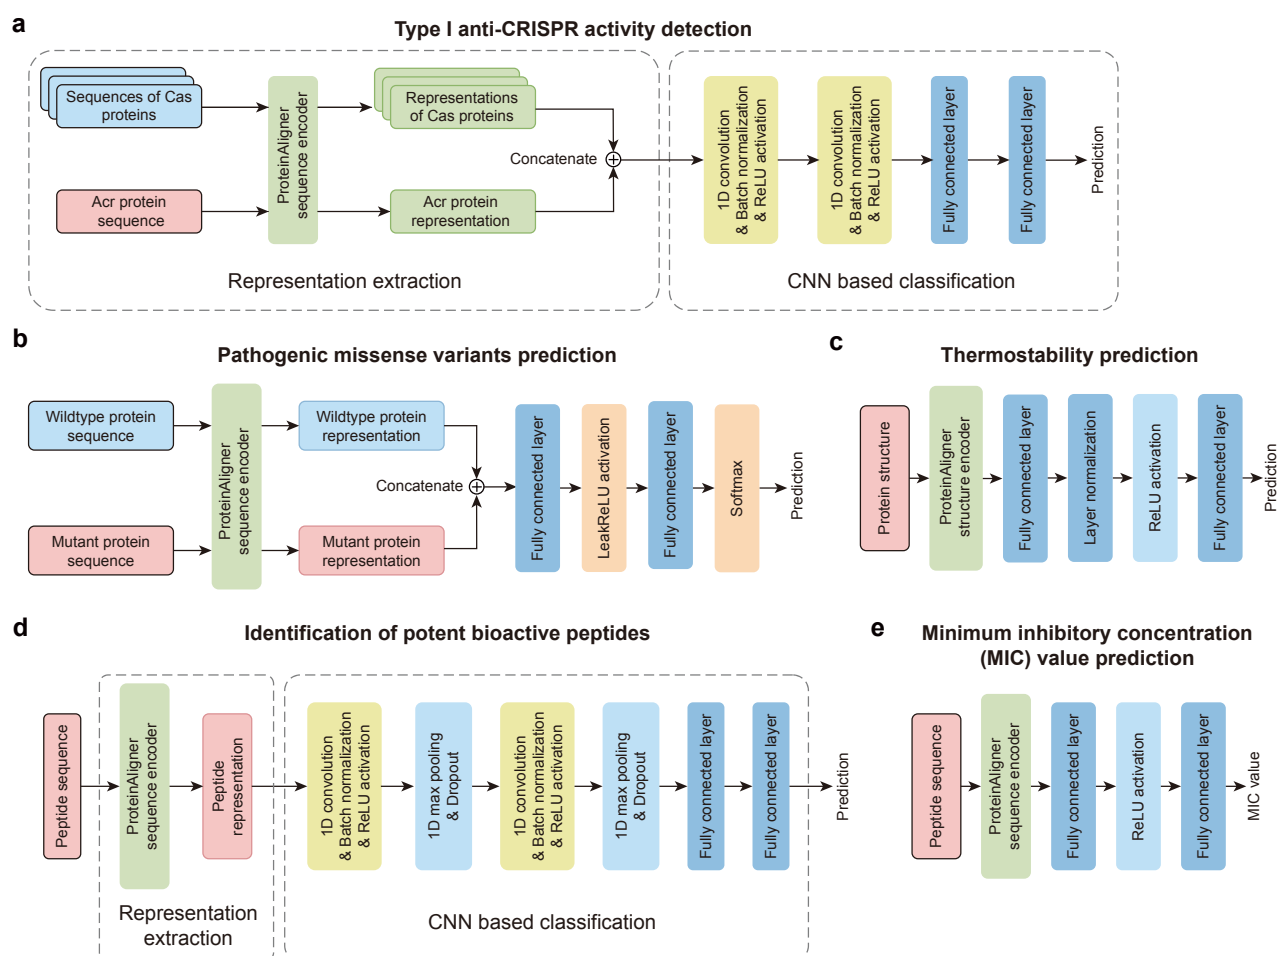 a
Type I anti-CRISPR activity detection
Sequences of Cas
proteins
ProteinAligner
sequence encoder
Representations
of Cas proteins
Concatenate
Acr protein
sequence
Acr protein
representation
1D convolution
& Batch normalization
& ReLU activation
1D convolution
& Batch normalization
& ReLU activation
Fully connected layer
Fully connected layer
Prediction
Representation extraction
CNN based classification
b
Pathogenic missense variants prediction
Wildtype protein
sequence
ProteinAligner
sequence encoder
Wildtype protein
representation
Concatenate
Mutant protein
sequence
Mutant protein
representation
Fully connected layer
LeakReLU activation
Fully connected layer
Softmax
Prediction
c
Thermostability prediction
Protein structure
ProteinAligner
structure encoder
Fully connected layer
Layer normalization
ReLU activation
Fully connected layer
Prediction
d
Identification of potent bioactive peptides
Peptide sequence
ProteinAligner
sequence encoder
Peptide
representation
1D convolution
& Batch normalization
& ReLU activation
1D max pooling
& Dropout
1D convolution
& Batch normalization
& ReLU activation
1D max pooling
& Dropout
Fully connected layer
Fully connected layer
Prediction
Representation
extraction
CNN based classification
e
Minimum inhibitory concentration
(MIC) value prediction
Peptide sequence
ProteinAligner
sequence encoder
Fully connected layer
ReLU activation
Fully connected layer
MIC value